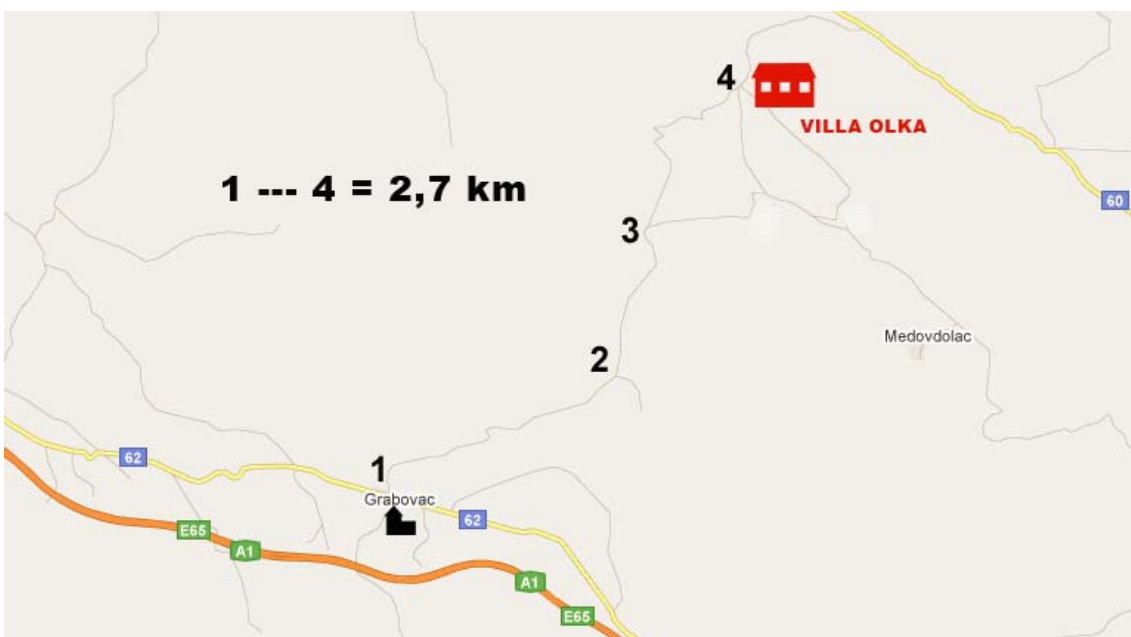 4
VILLA OLKA
1 --- 4 = 2,7 km
60
3
Medovdolac
2
62
1
Grabovac
62
E65
A1
A1
E65